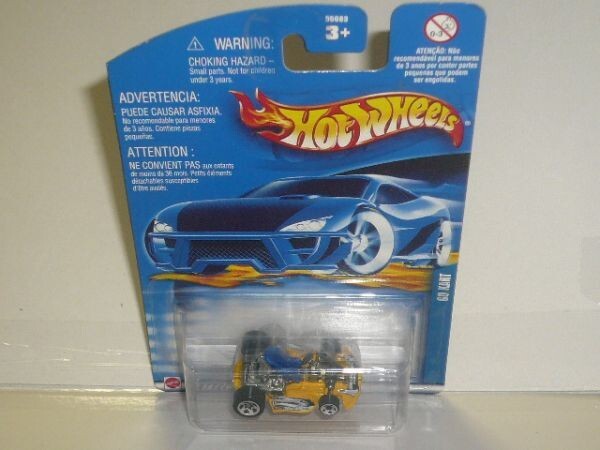 WARNING:
CHOKING HAZARD –
Small parts. Not for children
under 3 years.
ADVERTENCIA:
PUEDE CAUSAR ASFIXIA.
No recomendable para menores
de 3 años. Contiene piezas
pequeñas.
ATTENTION :
NE CONVIENT PAS aux enfants
de moins de 36 mois. Petits éléments
détachables susceptibles
d'être avalés.
3+
0-3
ATENÇÃO: Não
recomendável para menores
de 3 anos por conter partes
pequenas que podem
ser engolidas.
Hot Wheels
GO KART